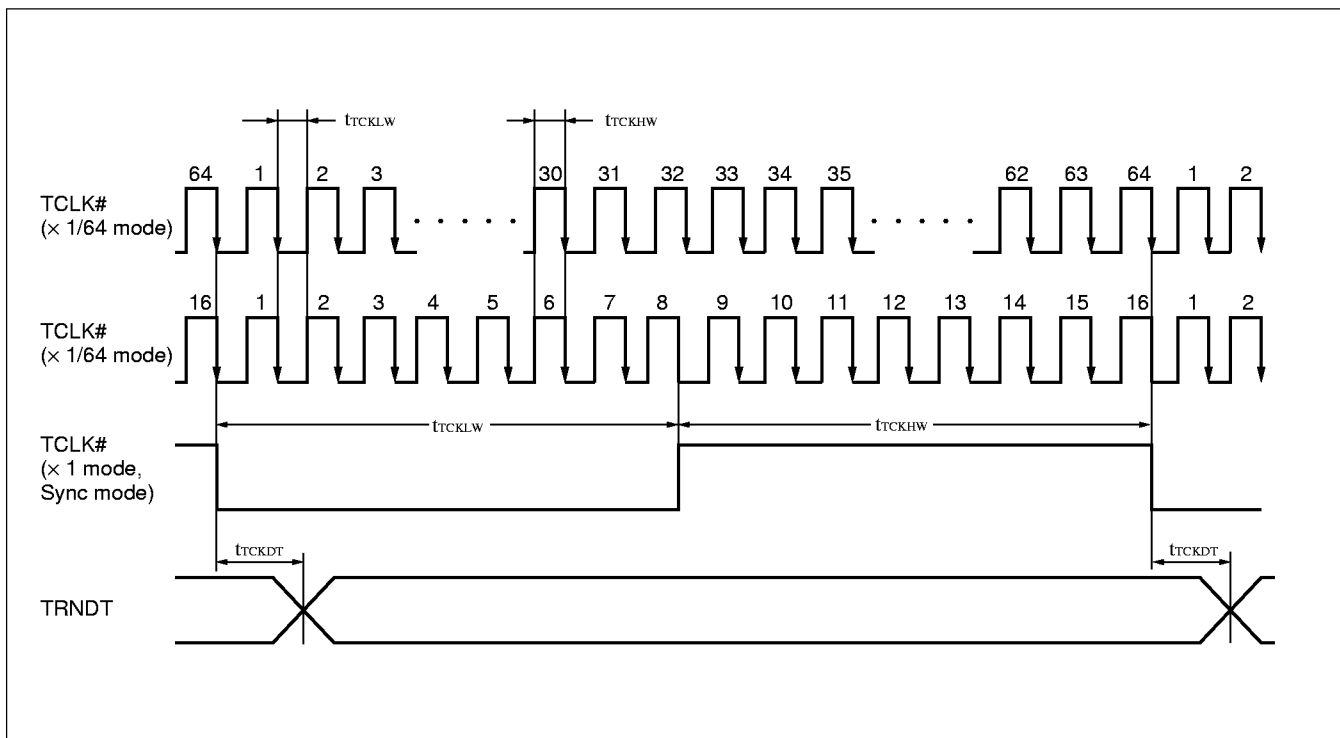 tTCKLW tTCKHW
64 1 2 3 30 31 32 33 34 35 62 63 64 1 2
TCLK#
(× 1/64 mode)
16 1 2 3 4 5 6 7 8 9 10 11 12 13 14 15 16 1 2
TCLK#
(× 1/64 mode)
tTCKLW tTCKHW
TCLK#
(× 1 mode,
Sync mode)
tTCKDT tTCKDT
TRNDT